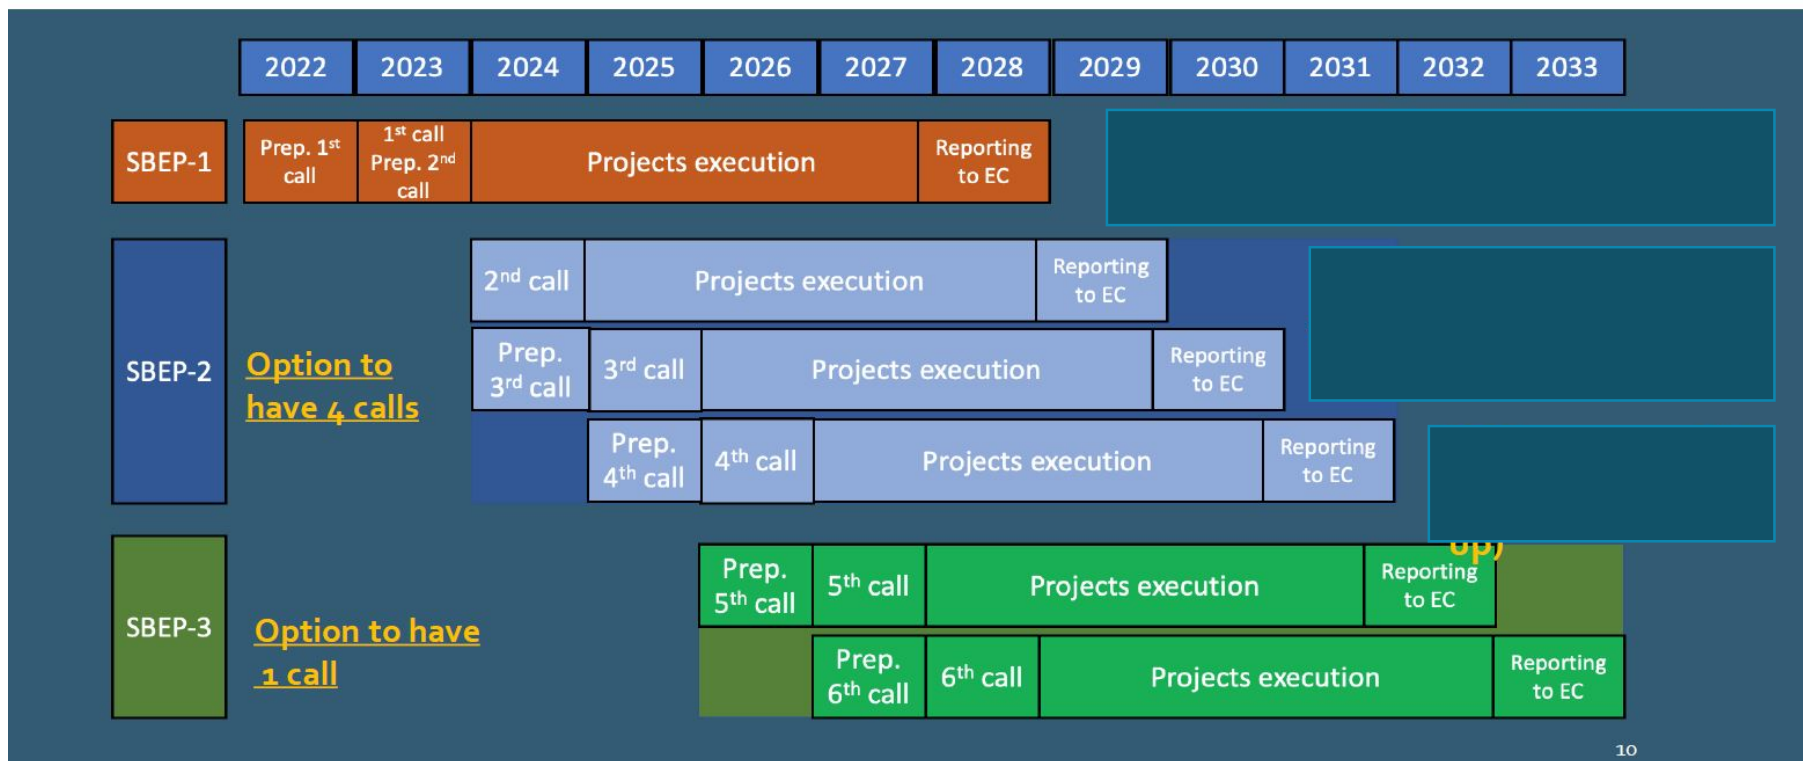 2022 2023 2024 2025 2026 2027 2028 2029 2030 2031 2032 2033
SBEP-1
Prep. 1st
call
1st call
Prep. 2nd
call
Projects execution
Reporting
to EC
SBEP-2
Option to
have 4 calls
2nd call
Projects execution
Reporting
to EC
Prep.
3rd call
3rd call
Projects execution
Reporting
to EC
Prep.
4th call
4th call
Projects execution
Reporting
to EC
SBEP-3
Option to have
1 call
up)
Prep.
5th call
5th call
Projects execution
Reporting
to EC
Prep.
6th call
6th call
Projects execution
Reporting
to EC
10